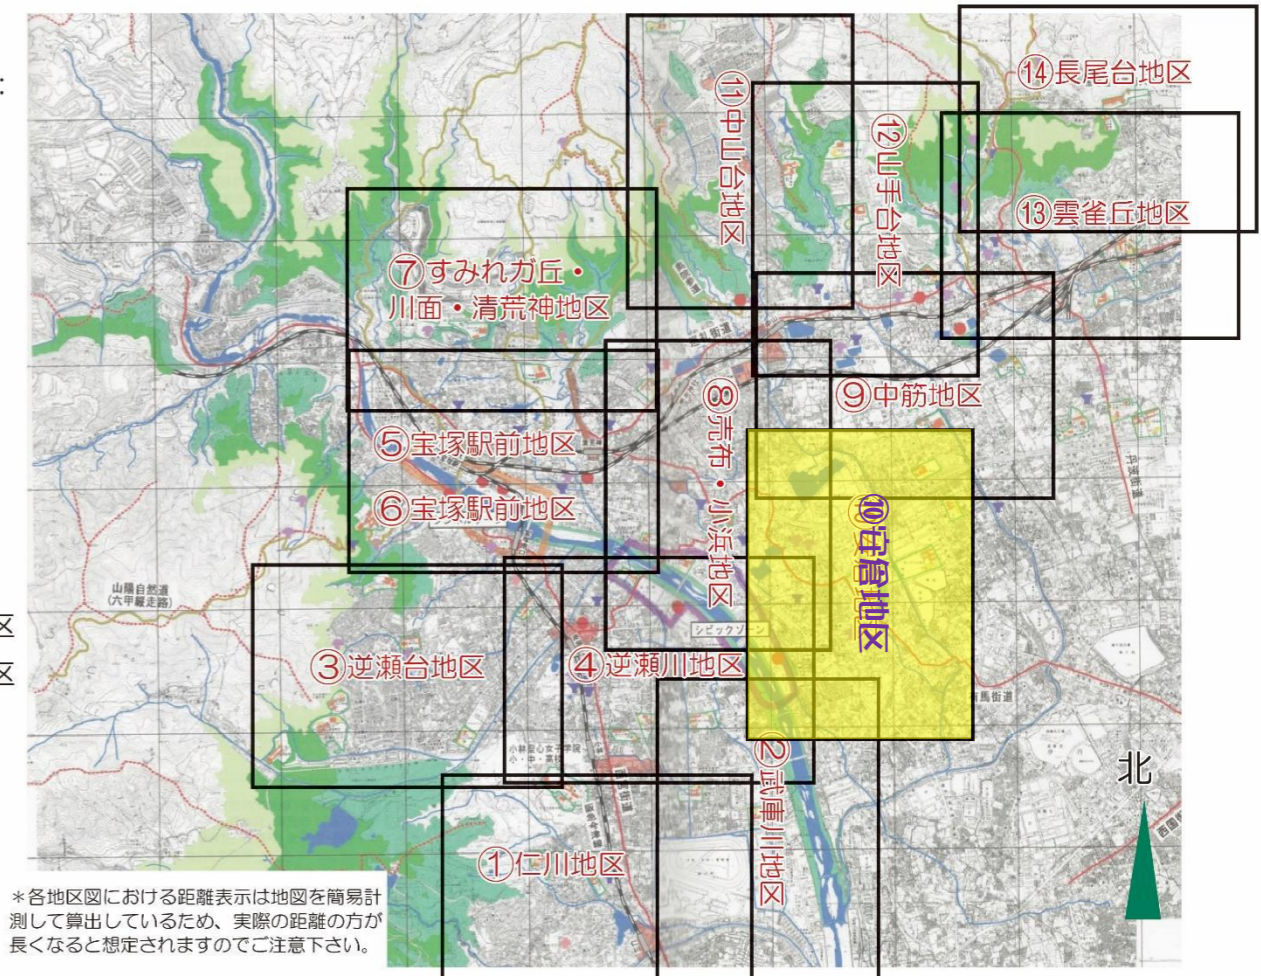 :
⑭長尾台地区
⑪中山台地区
⑫山手台地区
⑬雲雀丘地区
⑦すみれガ丘・
川面・清荒神地区
⑧売布・小浜地区
⑨中筋地区
⑤宝塚駅前地区
⑥宝塚駅前地区
⑩安倉地区
山陽自然道
(六甲縦走路)
シビックゾーン
区
区
③逆瀬台地区
④逆瀬川地区
有馬街道
小林聖心女子学院
小・中・高校
②武庫川地区
北
①仁川地区
*各地区図における距離表示は地図を簡易計
測して算出しているため、実際の距離の方が
長くなると想定されますのでご注意下さい。